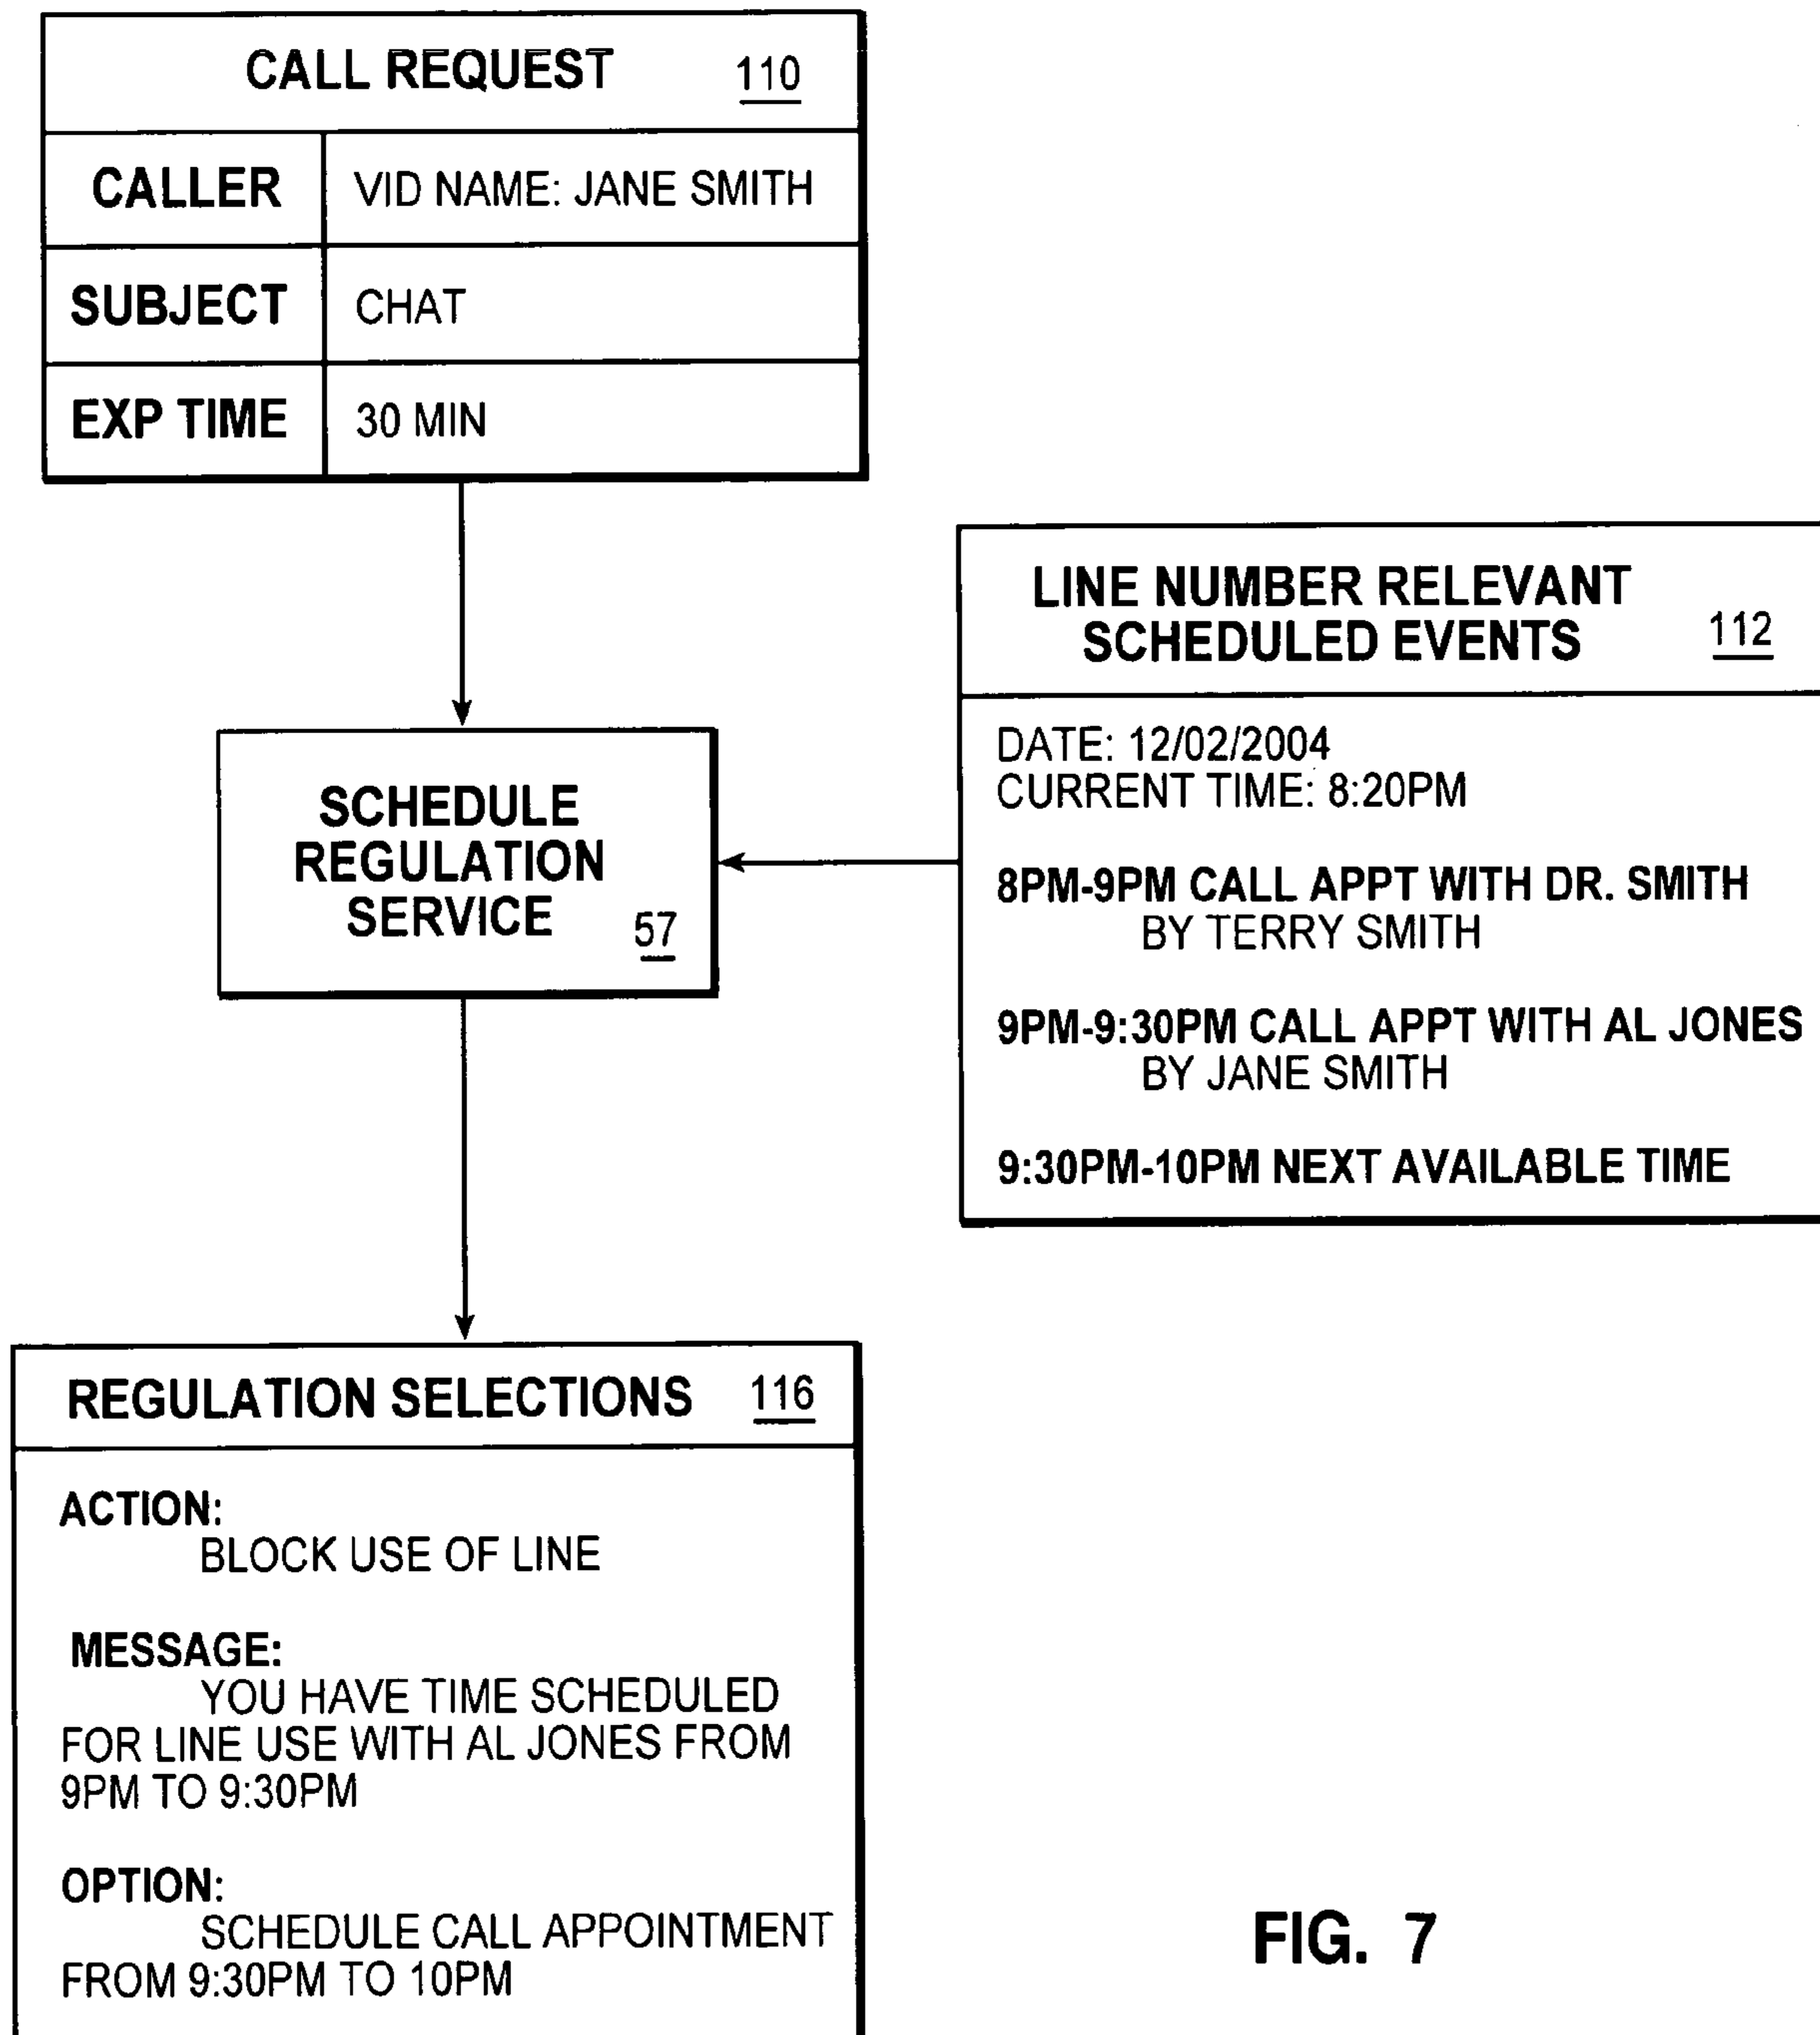 CALL REQUEST 110
CALLER VID NAME: JANE SMITH
SUBJECT CHAT
EXP TIME 30 MIN
LINE NUMBER RELEVANT
SCHEDULED EVENTS 112
DATE: 12/02/2004
CURRENT TIME: 8:20PM
8PM-9PM CALL APPT WITH DR. SMITH
BY TERRY SMITH
9PM-9:30PM CALL APPT WITH AL JONES
BY JANE SMITH
9:30PM-10PM NEXT AVAILABLE TIME
SCHEDULE
REGULATION
SERVICE 57
REGULATION SELECTIONS 116
ACTION:
BLOCK USE OF LINE
MESSAGE:
YOU HAVE TIME SCHEDULED
FOR LINE USE WITH AL JONES FROM
9PM TO 9:30PM
OPTION:
SCHEDULE CALL APPOINTMENT
FROM 9:30PM TO 10PM
FIG. 7